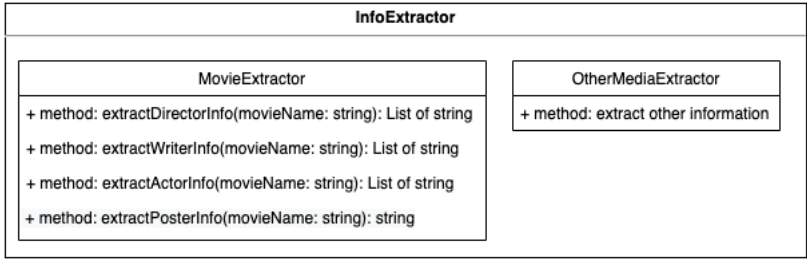 InfoExtractor
MovieExtractor
+ method: extractDirectorInfo(movieName: string): List of string
+ method: extractWriterInfo(movieName: string): List of string
+ method: extractActorInfo(movieName: string): List of string
+ method: extractPosterInfo(movieName: string): string
OtherMediaExtractor
+ method: extract other information